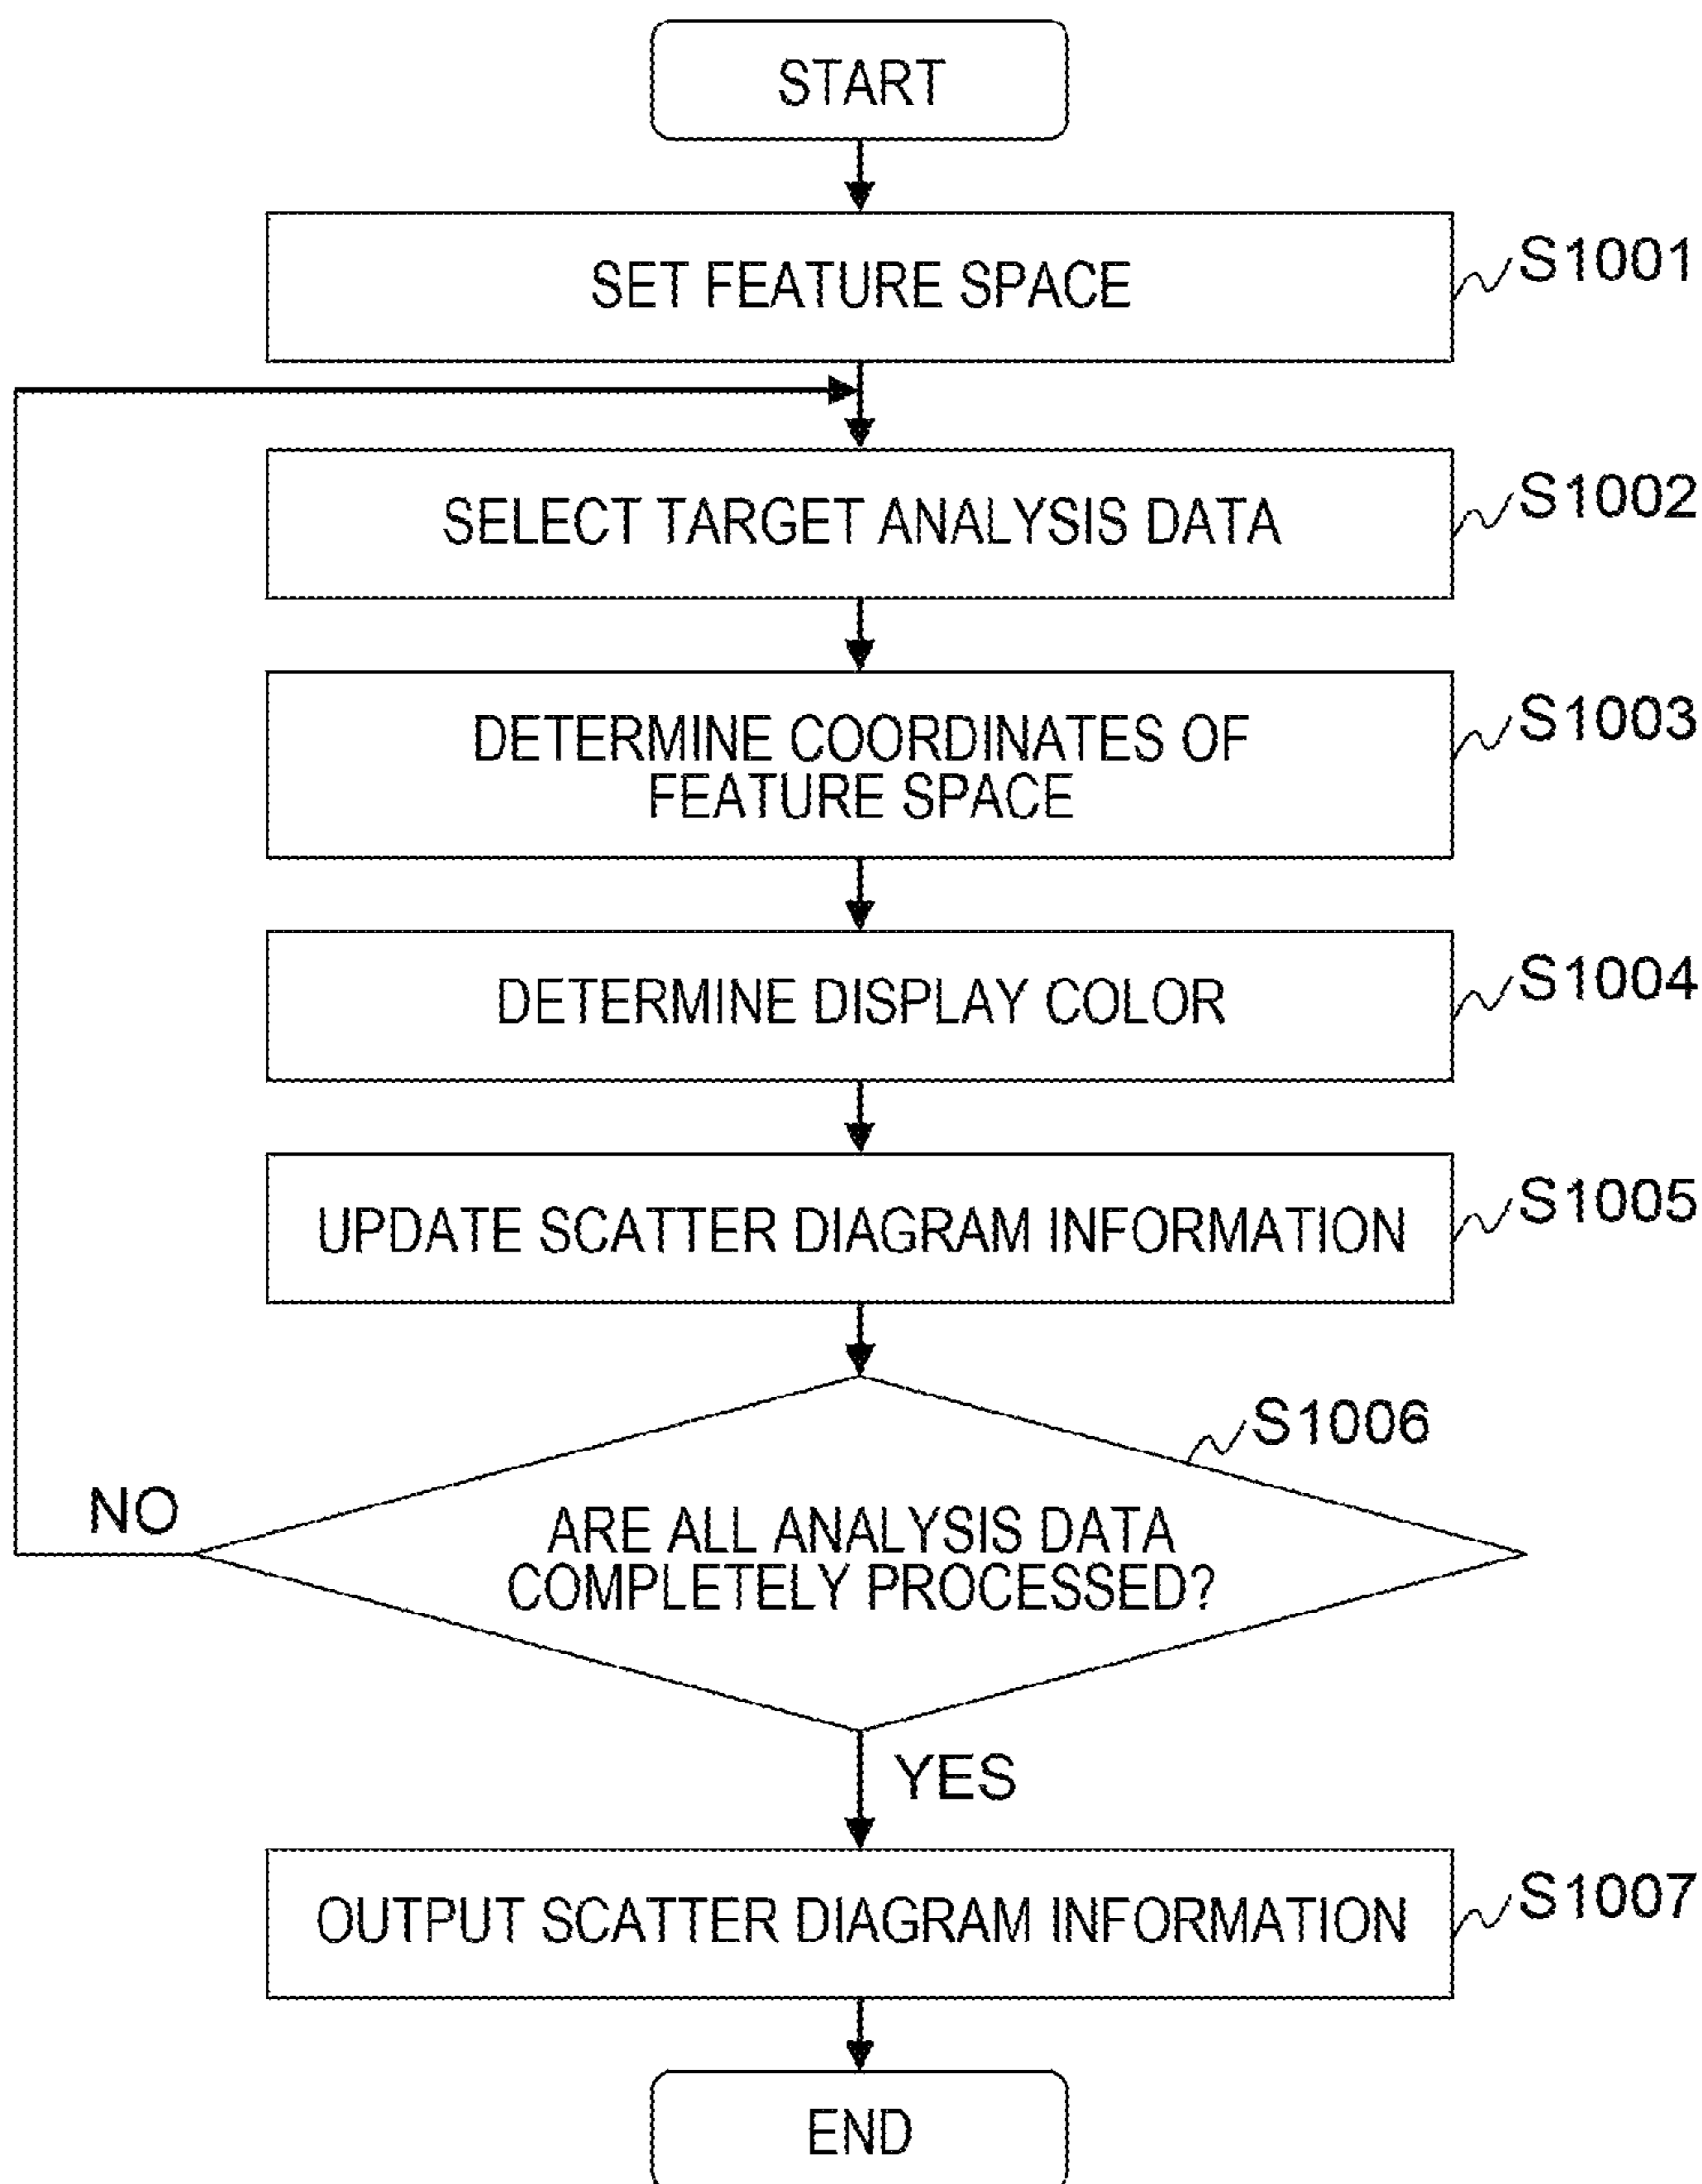 START
SET FEATURE SPACE
S1001
SELECT TARGET ANALYSIS DATA
S1002
DETERMINE COORDINATES OF
FEATURE SPACE
S1003
DETERMINE DISPLAY COLOR
S1004
UPDATE SCATTER DIAGRAM INFORMATION
S1005
S1006
NO
ARE ALL ANALYSIS DATA
COMPLETELY PROCESSED?
YES
OUTPUT SCATTER DIAGRAM INFORMATION
S1007
END